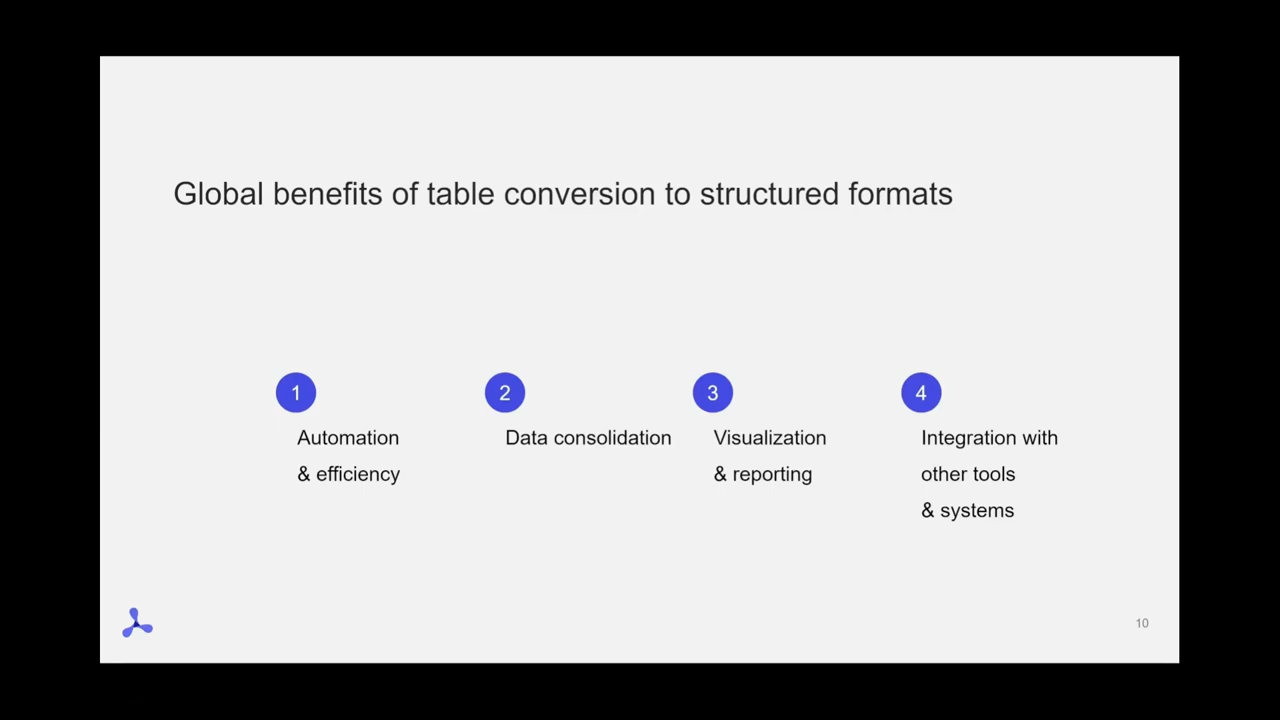 Global benefits of table conversion to structured formats
1
Automation
& efficiency
2
Data consolidation
3
Visualization
& reporting
4
Integration with
other tools
& systems
10